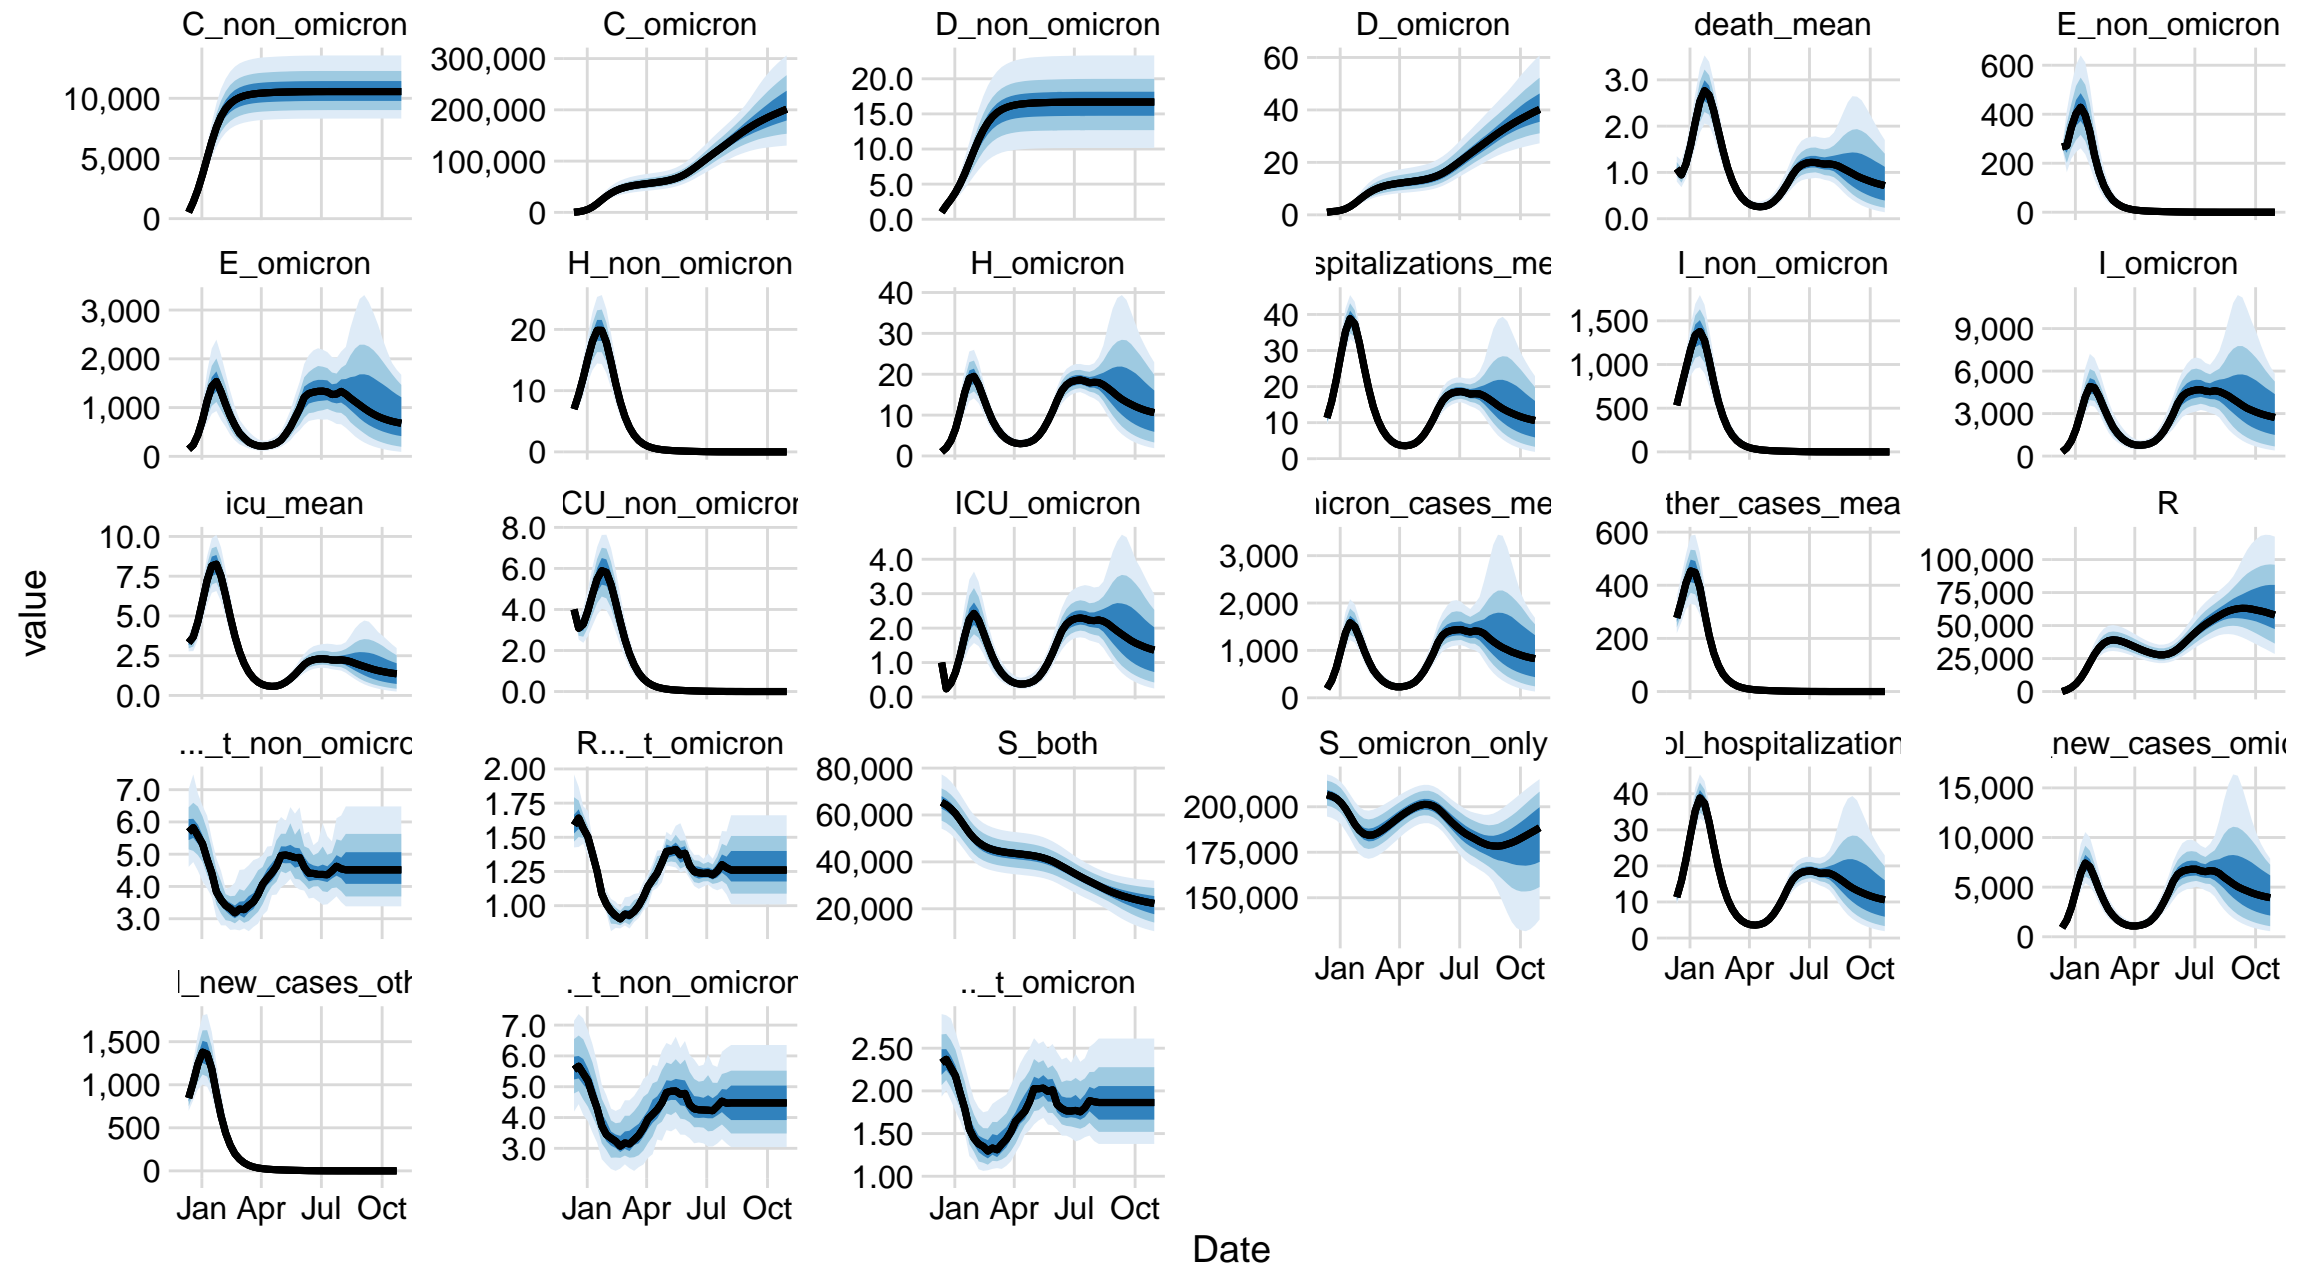 C_non_omicron C_omicron D_non_omicron D_omicron death_mean E_non_omicron
10,000 5,000 0
300,000 200,000 100,000 0
20.0 15.0 10.0 5.0 0.0
60 40 20 0
3.0 2.0 1.0 0.0
600 400 200 0
E_omicron H_non_omicron H_omicron spitalizations_me I_non_omicron I_omicron
3,000 2,000 1,000 0
20 10 0
40 30 20 10 0
40 30 20 10 0
1,500 1,000 500 0
9,000 6,000 3,000 0
value
icu_mean CU_non_omicron ICU_omicron icron_cases_me ther_cases_mea R
10.0 7.5 5.0 2.5 0.0
8.0 6.0 4.0 2.0 0.0
4.0 3.0 2.0 1.0 0.0
3,000 2,000 1,000 0
600 400 200 0
100,000 75,000 50,000 25,000 0
..._t_non_omicro R..._t_omicron S_both S_omicron_only ol_hospitalization _new_cases_omic
7.0 6.0 5.0 4.0 3.0
2.00 1.75 1.50 1.25 1.00
80,000 60,000 40,000 20,000
200,000 175,000 150,000
40 30 20 10 0
15,000 10,000 5,000 0
Jan Apr Jul Oct Jan Apr Jul Oct Jan Apr Jul Oct
l_new_cases_oth ._t_non_omicron .._t_omicron
1,500 1,000 500 0
7.0 6.0 5.0 4.0 3.0
2.50 2.00 1.50 1.00
Jan Apr Jul Oct Jan Apr Jul Oct Jan Apr Jul Oct
Date